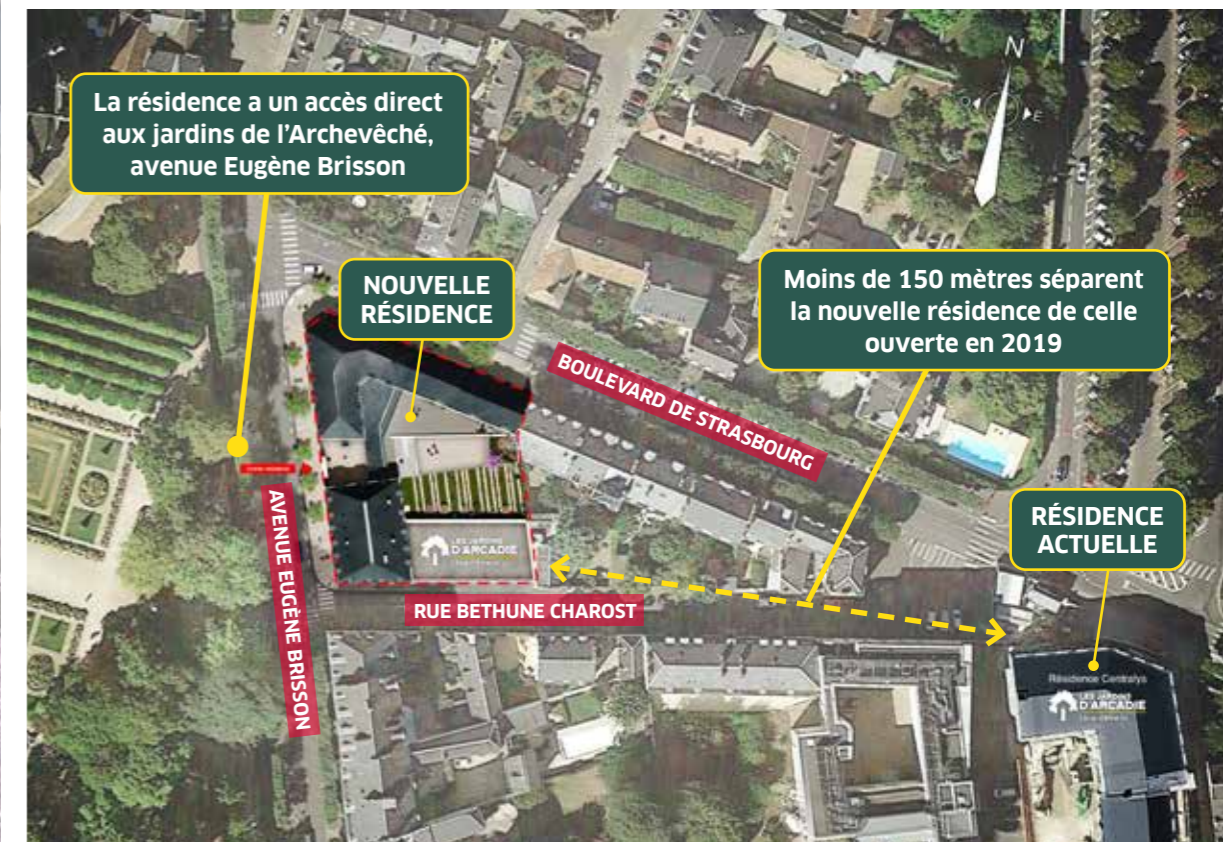 N
O
E
La résidence a un accès direct
aux jardins de l'Archevêché,
avenue Eugène Brisson
NOUVELLE
RÉSIDENCE
Moins de 150 mètres séparent
la nouvelle résidence de celle
ouverte en 2019
BOULEVARD DE STRASBOURG
AVENUE EUGÈNE BRISSON
RUE BETHUNE CHAROST
RÉSIDENCE
ACTUELLE
LES JARDINS
D'ARCADIE
Résidence Centralys
LES JARDINS
D'ARCADIE